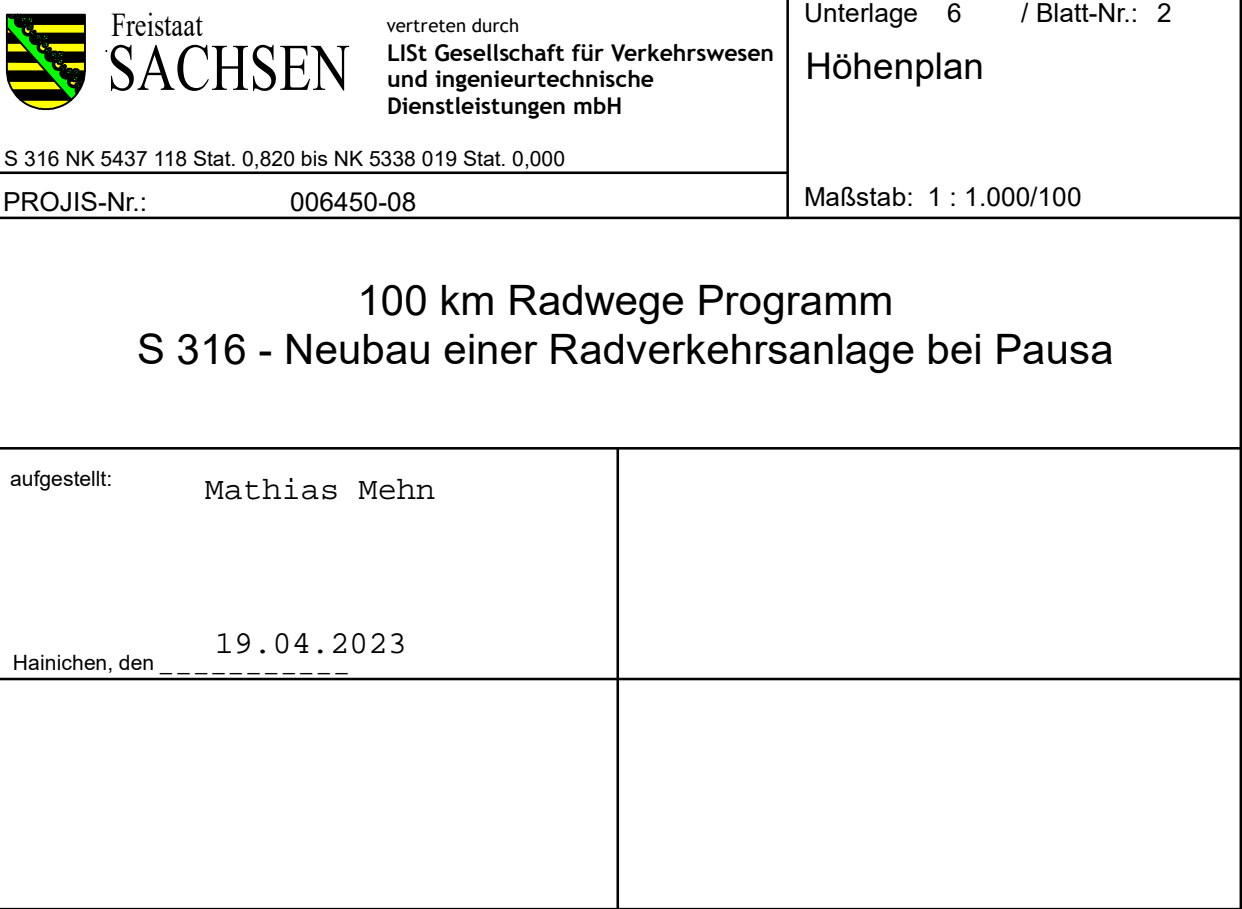 Freistaat
SACHSEN
vertreten durch
LISt Gesellschaft für Verkehrswesen
und ingenieurtechnische
Dienstleistungen mbH
S 316 NK 5437 118 Stat. 0,820 bis NK 5338 019 Stat. 0,000
PROJIS-Nr.: 006450-08
Unterlage 6 / Blatt-Nr.: 2
Höhenplan
Maßstab: 1 : 1.000/100
100 km Radwege Programm
S 316 - Neubau einer Radverkehrsanlage bei Pausa
aufgestellt: Mathias Mehn
19.04.2023
Hainichen, den ___________